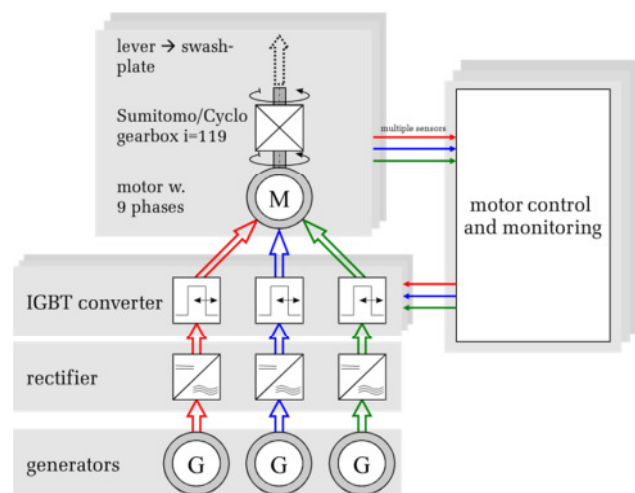 lever → swash-
plate
Sumitomo/Cyclo
gearbox i=119
motor w.
9 phases
M
multiple sensors
motor control
and monitoring
IGBT converter
rectifier
generators
G
G
G